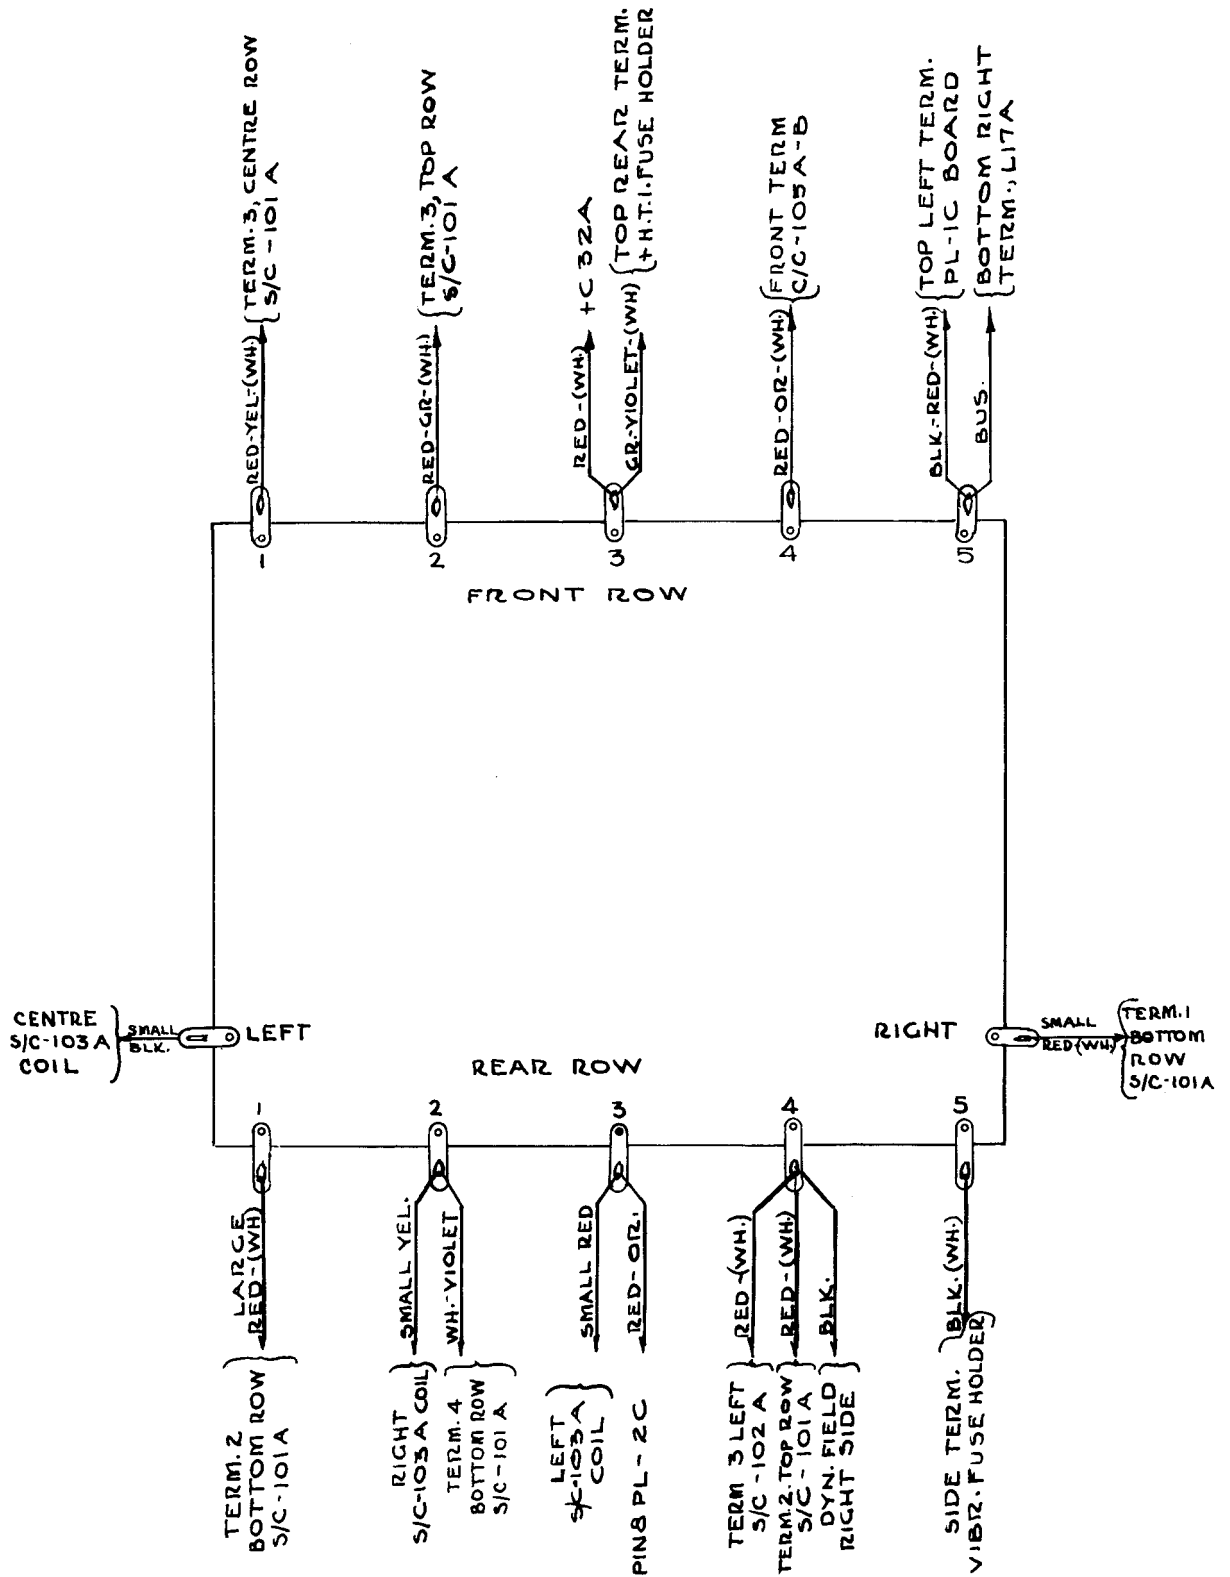 RED-YEL-(WH.)
TERM.3, CENTRE ROW
S/C-101 A
RED-GR-(WH.)
TERM.3, TOP ROW
S/C-101 A
RED-(WH.)
+C 32A
GR.-VIOLET-(WH)
TOP REAR TERM.
+H.T.1. FUSE HOLDER
RED-OR-(WH.)
FRONT TERM
C/C-105 A-B
BLK.-RED-(WH.)
TOP LEFT TERM.
PL-1C BOARD
BUS.
BOTTOM RIGHT
TERM., L17A
1
2
3
4
5
FRONT ROW
CENTRE
S/C-103 A
COIL
SMALL
BLK.
LEFT
RIGHT
SMALL
RED-(WH.)
TERM.1
BOTTOM
ROW
S/C-101A
REAR ROW
1
2
3
4
5
LARGE
RED-(WH)
TERM.2
BOTTOM ROW
S/C-101A
SMALL YEL.
RIGHT
S/C-103 A COIL
WH.-VIOLET
TERM.4
BOTTOM ROW
S/C-101 A
SMALL RED
LEFT
S/C-103 A
COIL
RED-OR.
PIN 8 PL-2C
RED-(WH.)
TERM 3 LEFT
S/C-102 A
RED-(WH.)
TERM.2.TOP ROW
S/C-101 A
BLK.
DYN. FIELD
RIGHT SIDE
BLK.(WH.)
SIDE TERM.
VIBR. FUSE HOLDER